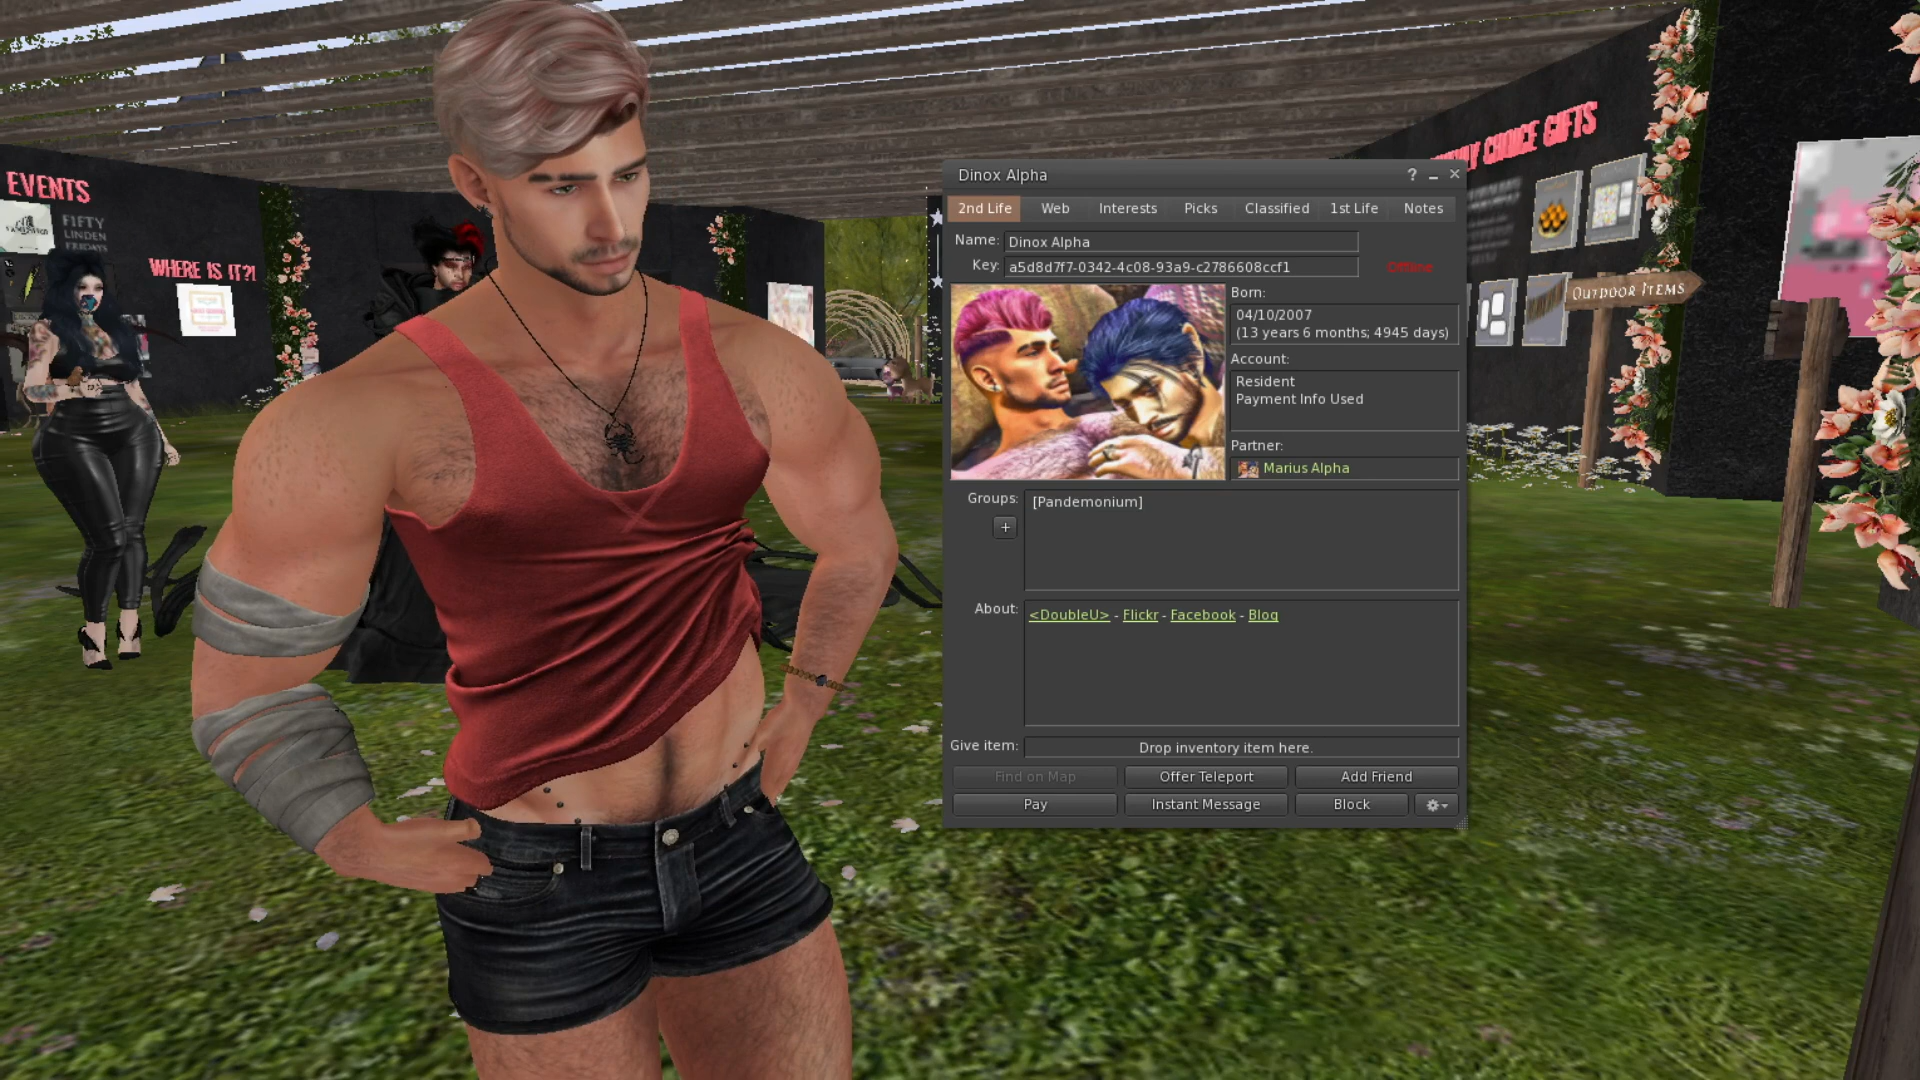 EVENTS
FIFTY
LINDEN
FRIDAYS
WHERE IS IT?!
CHOICE GIFTS
OUTDOOR ITEMS
Dinox Alpha
2nd Life Web Interests Picks Classified 1st Life Notes
Name: Dinox Alpha
Key: a5d8d7f7-0342-4c08-93a9-c2786608ccf1 Offline
Born:
04/10/2007
(13 years 6 months; 4945 days)
Account:
Resident
Payment Info Used
Partner:
Marius Alpha
Groups: [Pandemonium]
+
About: <DoubleU> - Flickr - Facebook - Blog
Give item: Drop inventory item here.
Find on Map Offer Teleport Add Friend
Pay Instant Message Block